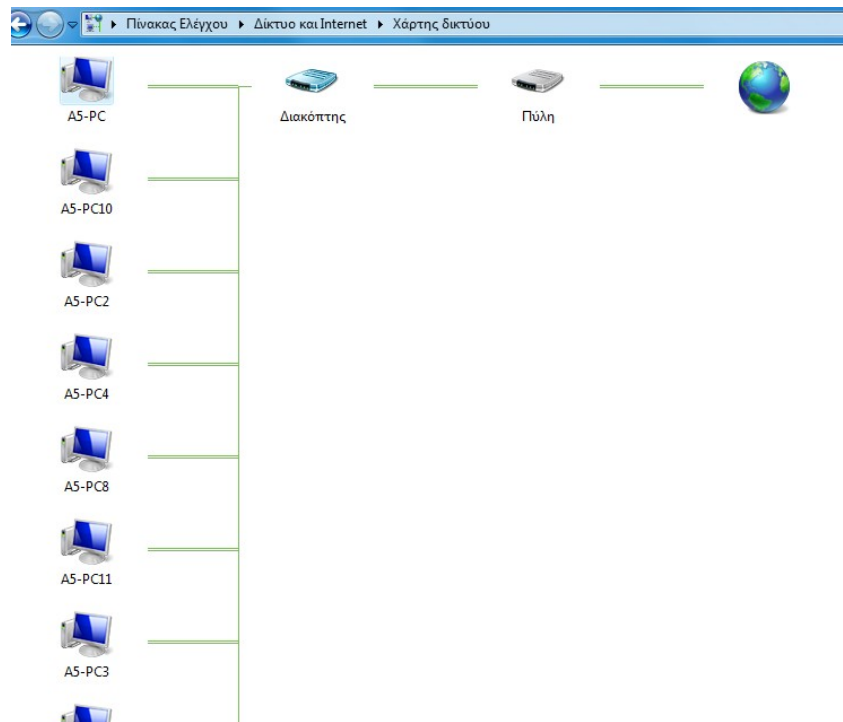 Πίνακας Ελέγχου ▸ Δίκτυο και Internet ▸ Χάρτης δικτύου
A5-PC
Διακόπτης
Πύλη
A5-PC10
A5-PC2
A5-PC4
A5-PC8
A5-PC11
A5-PC3